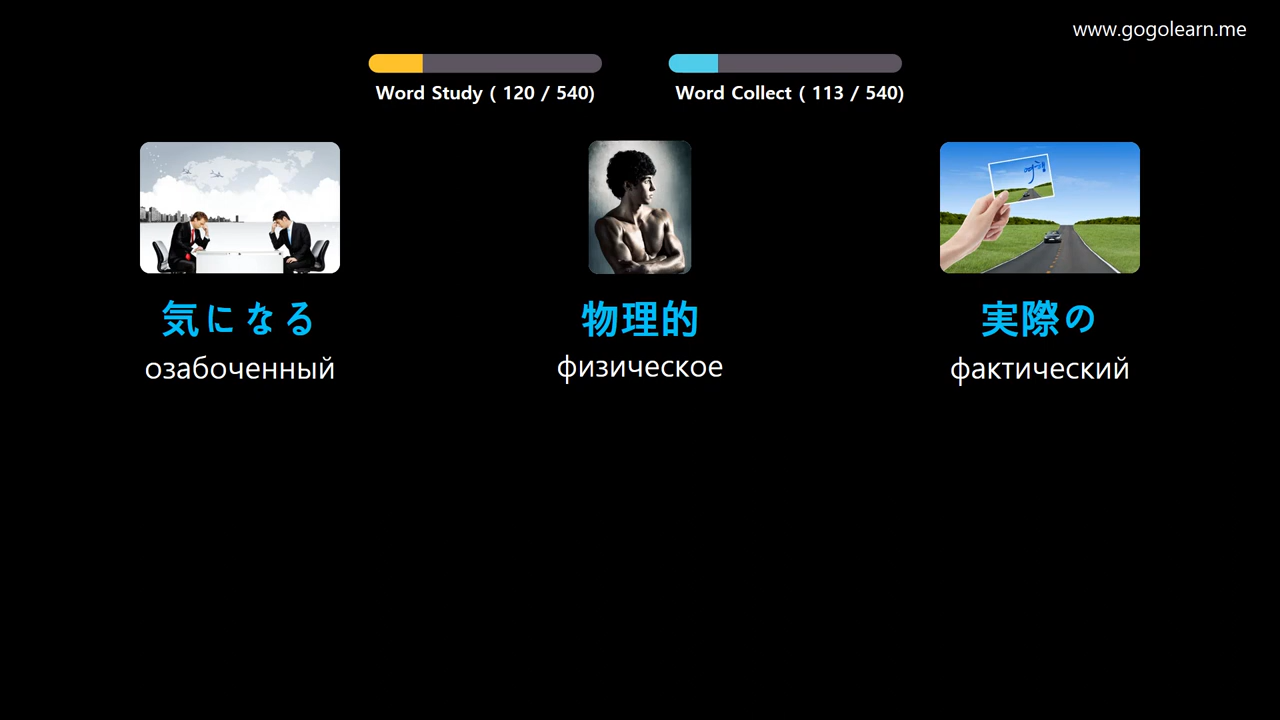 www.gogolearn.me
Word Study ( 120 / 540)
Word Collect ( 113 / 540)
気になる
物理的
実際の
озабоченный
физическое
фактический